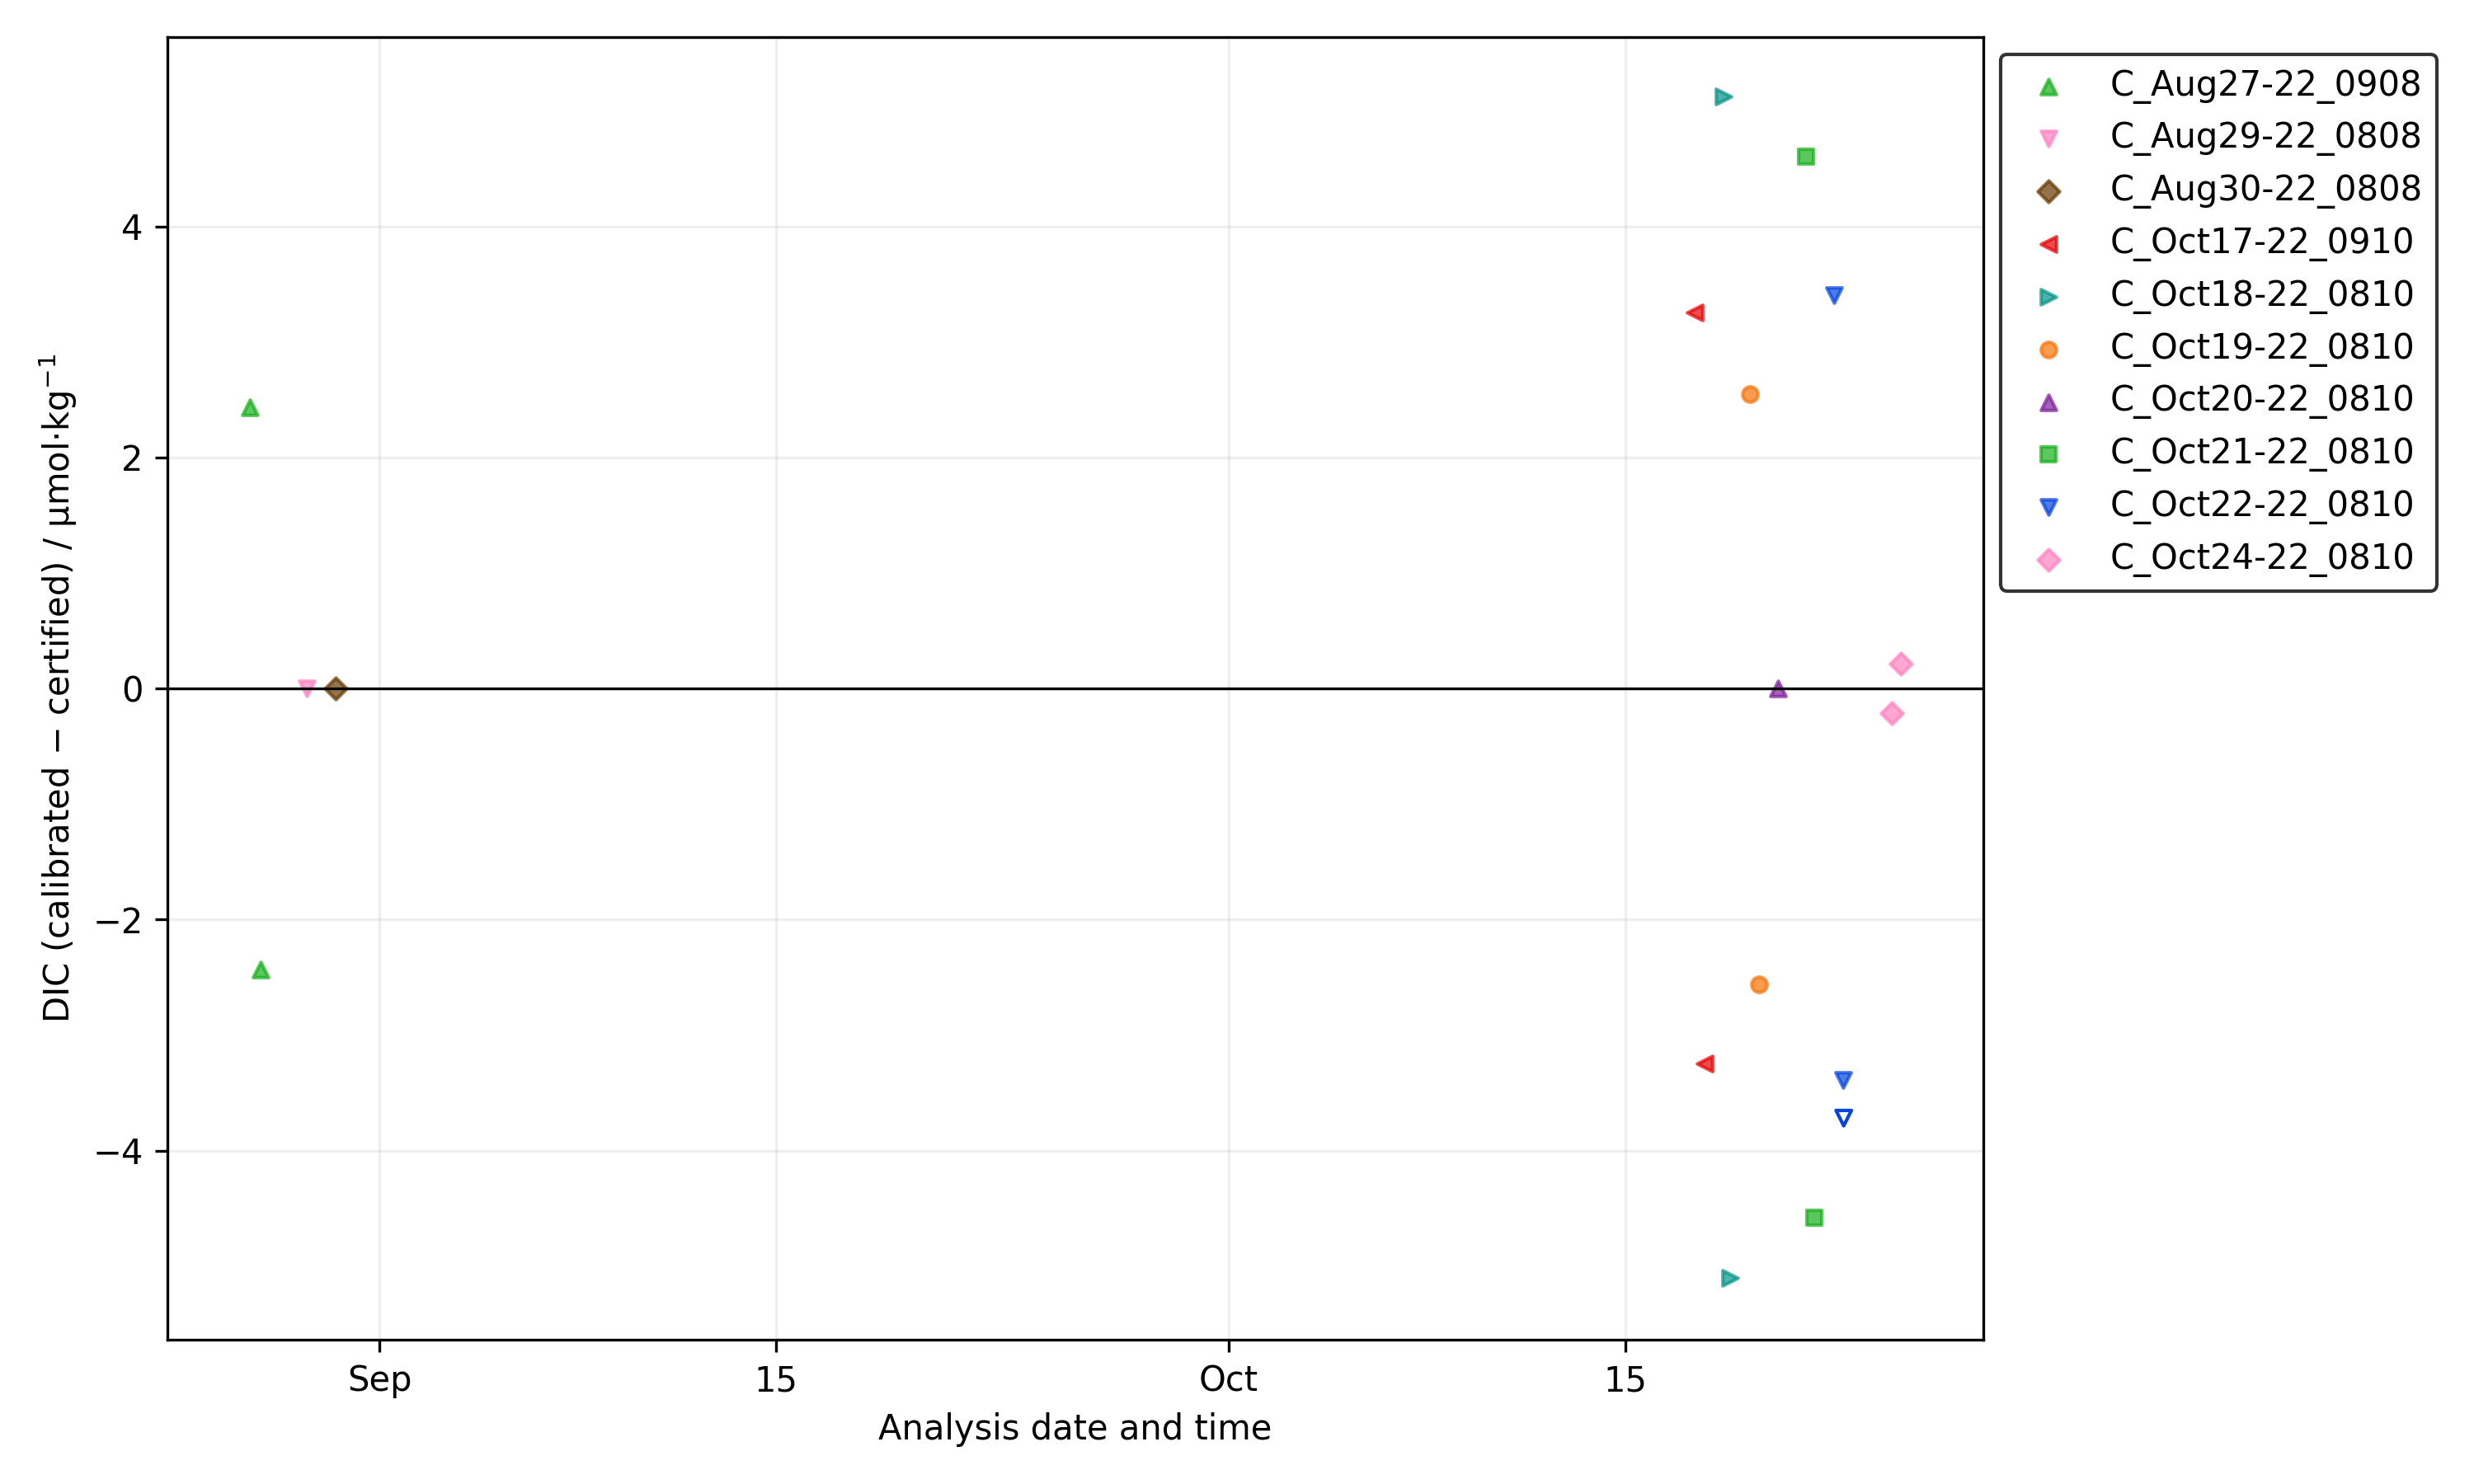 DIC (calibrated − certified) / μmol·kg⁻¹
4
2
0
−2
−4
Sep
15
Oct
15
Analysis date and time
C_Aug27-22_0908
C_Aug29-22_0808
C_Aug30-22_0808
C_Oct17-22_0910
C_Oct18-22_0810
C_Oct19-22_0810
C_Oct20-22_0810
C_Oct21-22_0810
C_Oct22-22_0810
C_Oct24-22_0810